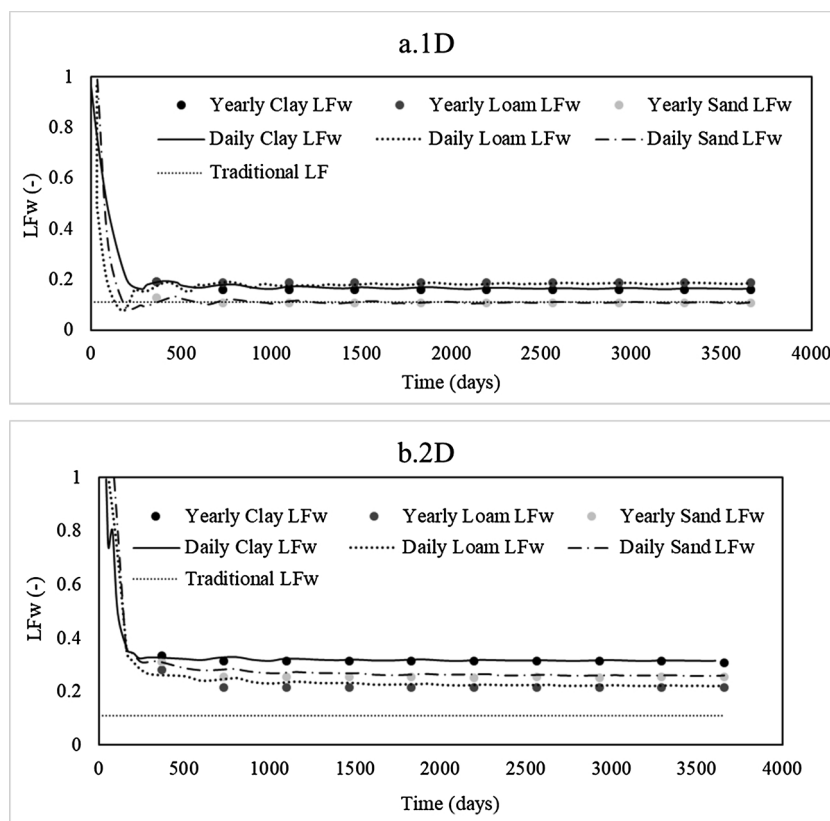 a.1D
1
Yearly Clay LFw Yearly Loam LFw Yearly Sand LFw
0.8
Daily Clay LFw Daily Loam LFw Daily Sand LFw
Traditional LF
0.6
LFw (-)
0.4
0.2
0
0 500 1000 1500 2000 2500 3000 3500 4000
Time (days)
b.2D
1
Yearly Clay LFw Yearly Loam LFw Yearly Sand LFw
0.8
Daily Clay LFw Daily Loam LFw Daily Sand LFw
Traditional LFw
0.6
LFw (-)
0.4
0.2
0
0 500 1000 1500 2000 2500 3000 3500 4000
Time (days)